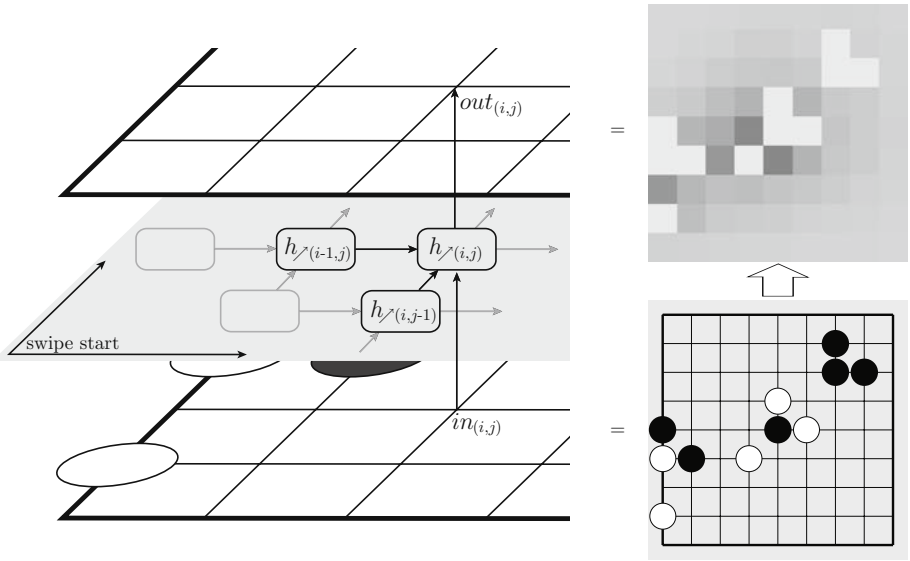 out(i,j)
=
h↗(i-1,j)
h↗(i,j)
h↗(i,j-1)
swipe start
in(i,j)
=